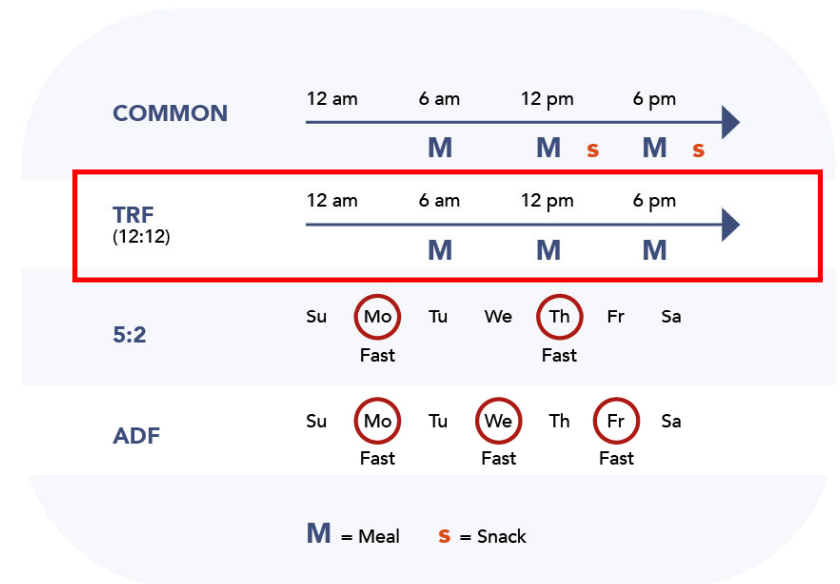 COMMON
12 am 6 am 12 pm 6 pm
M M s M s
TRF
(12:12)
12 am 6 am 12 pm 6 pm
M M M
5:2
Su Mo Tu We Th Fr Sa
Fast Fast
ADF
Su Mo Tu We Th Fr Sa
Fast Fast Fast
M = Meal s = Snack